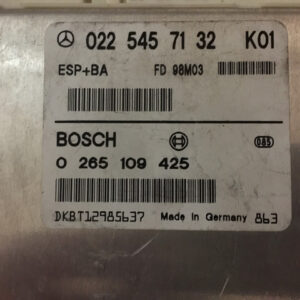 022 545 71 32 K01
ESP+BA FD 98M03
BOSCH
0 265 109 425
DKBT12985637 Made in Germany 863